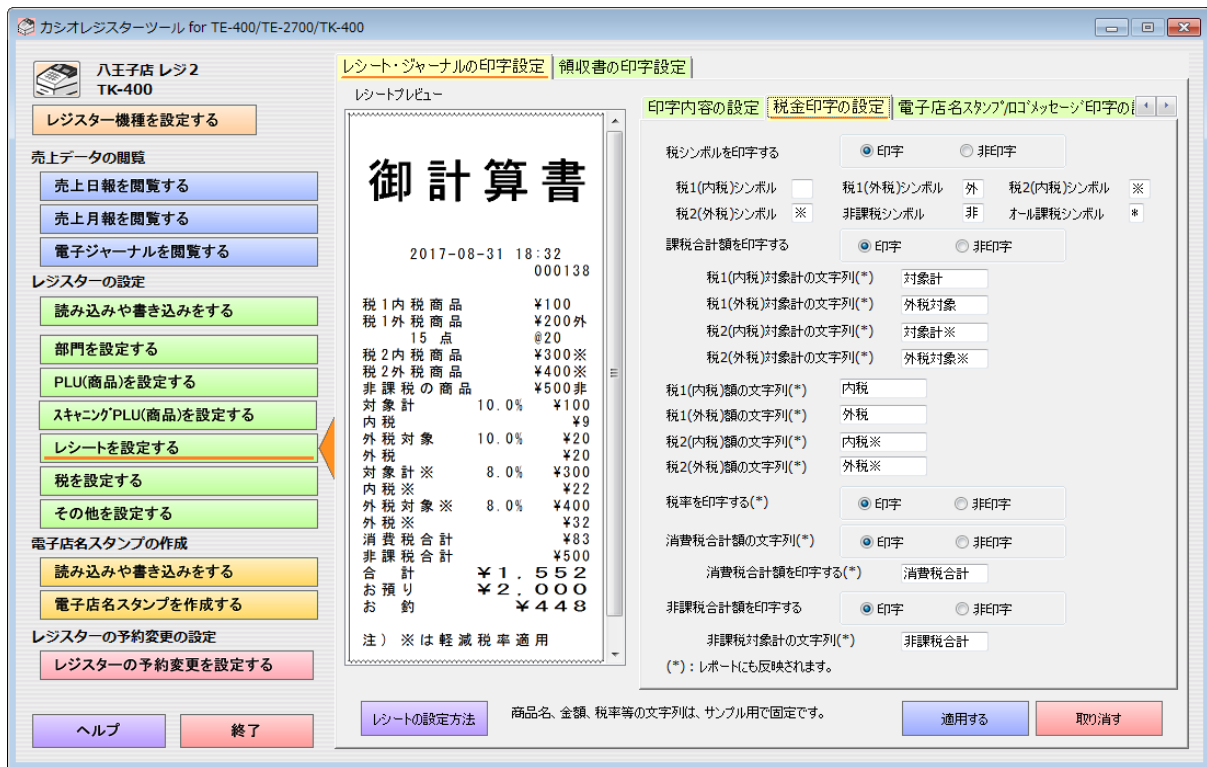 カシオレジスターツール for TE-400/TE-2700/TK-400
八王子店 レジ2
TK-400
レジスター機種を設定する
売上データの閲覧
売上日報を閲覧する
売上月報を閲覧する
電子ジャーナルを閲覧する
レジスターの設定
読み込みや書き込みをする
部門を設定する
PLU(商品)を設定する
ｽｷｬﾆﾝｸﾞPLU(商品)を設定する
レシートを設定する
税を設定する
その他を設定する
電子店名スタンプの作成
読み込みや書き込みをする
電子店名スタンプを作成する
レジスターの予約変更の設定
レジスターの予約変更を設定する
ヘルプ 終了
レシート・ジャーナルの印字設定 領収書の印字設定
レシートプレビュー
御計算書
2017-08-31 18:32
000138
税1内税商品 ¥100
税1外税商品 ¥200外
15 点 @20
税2内税商品 ¥300※
税2外税商品 ¥400※
非課税の商品 ¥500非
対象計 10.0% ¥100
内税 ¥9
外税対象 10.0% ¥20
外税 ¥20
対象計※ 8.0% ¥300
内税※ ¥22
外税対象※ 8.0% ¥400
外税※ ¥32
消費税合計 ¥83
非課税合計 ¥500
合 計 ¥1,552
お預り ¥2,000
お 釣 ¥448
注) ※は軽減税率適用
印字内容の設定 税金印字の設定 電子店名ｽﾀﾝﾌﾟ/ﾛｺﾞﾒｯｾｰｼﾞ印字の
税シンボルを印字する 印字 非印字
税1(内税)シンボル 税1(外税)シンボル 外 税2(内税)シンボル ※
税2(外税)シンボル ※ 非課税シンボル 非 オール課税シンボル *
課税合計額を印字する 印字 非印字
税1(内税)対象計の文字列(*) 対象計
税1(外税)対象計の文字列(*) 外税対象
税2(内税)対象計の文字列(*) 対象計※
税2(外税)対象計の文字列(*) 外税対象※
税1(内税)額の文字列(*) 内税
税1(外税)額の文字列(*) 外税
税2(内税)額の文字列(*) 内税※
税2(外税)額の文字列(*) 外税※
税率を印字する(*) 印字 非印字
消費税合計額の文字列(*) 印字 非印字
消費税合計額を印字する(*) 消費税合計
非課税合計額を印字する 印字 非印字
非課税対象計の文字列(*) 非課税合計
(*)：レポートにも反映されます。
レシートの設定方法 商品名、金額、税率等の文字列は、サンプル用で固定です。 適用する 取り消す